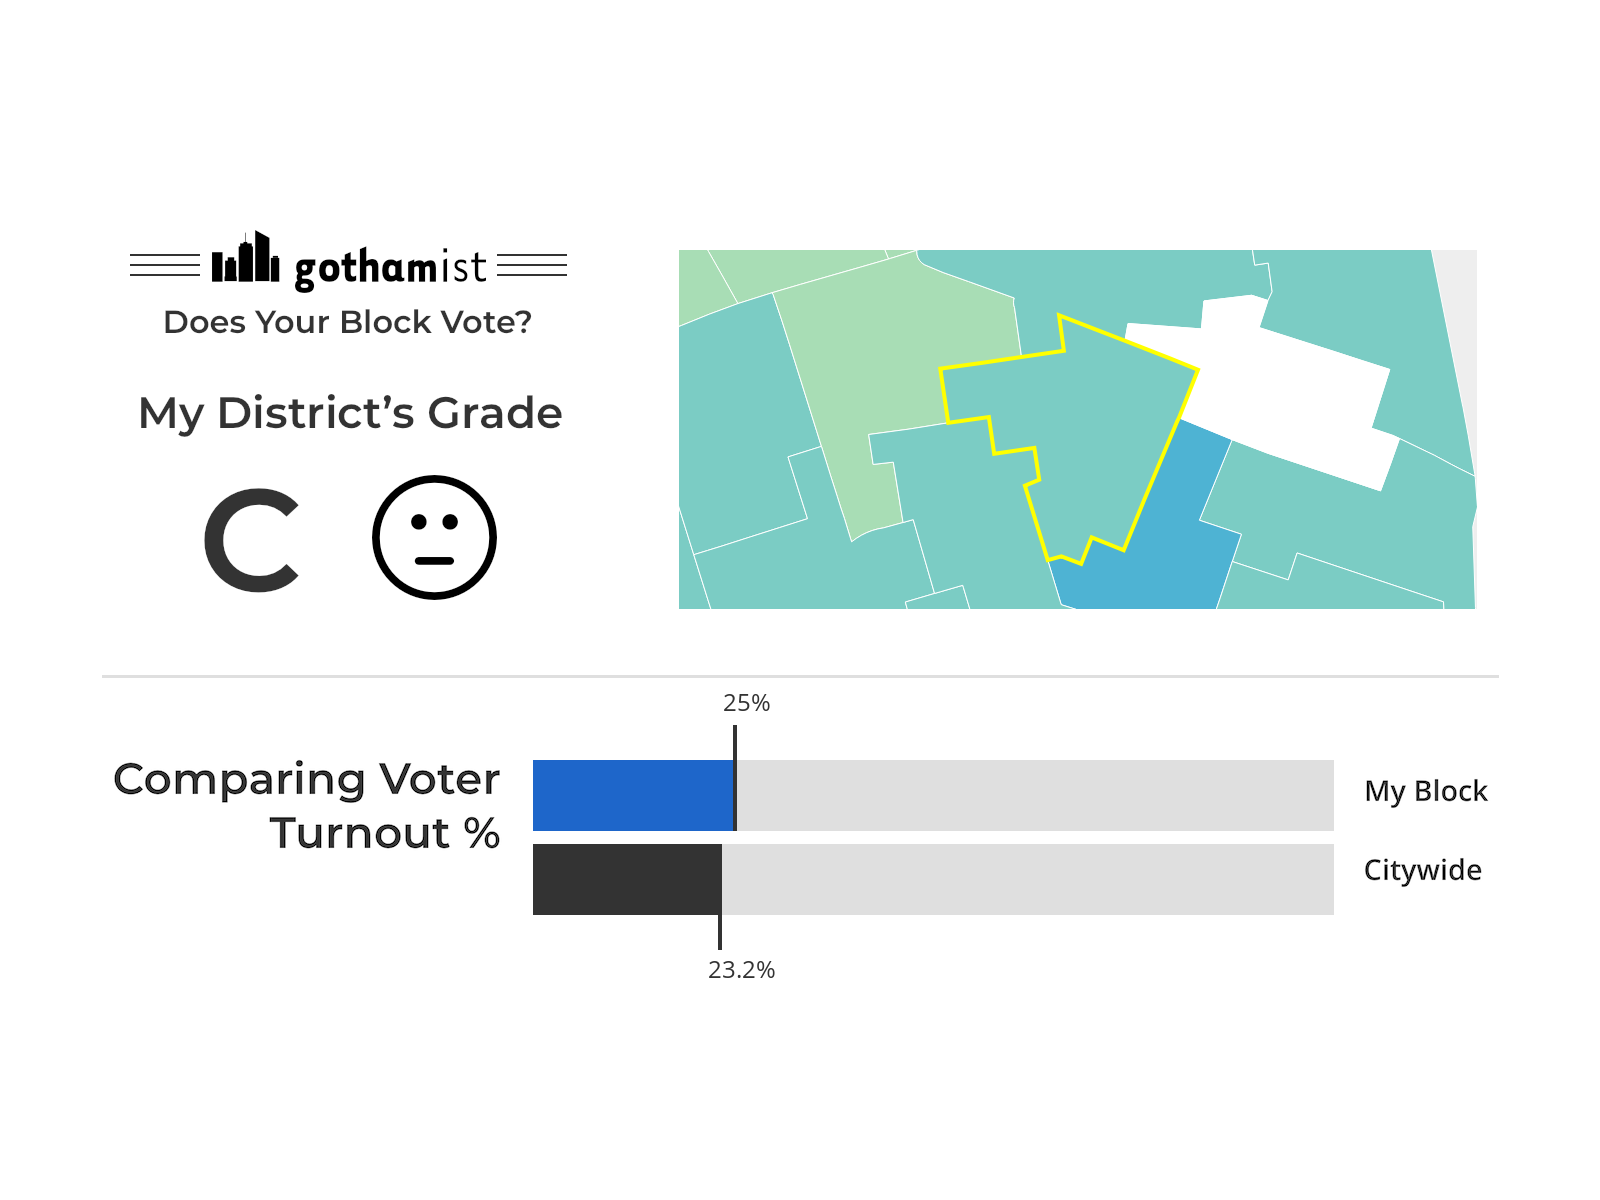 gothamist
Does Your Block Vote?
My District’s Grade
C
25%
Comparing Voter
Turnout %
My Block
Citywide
23.2%